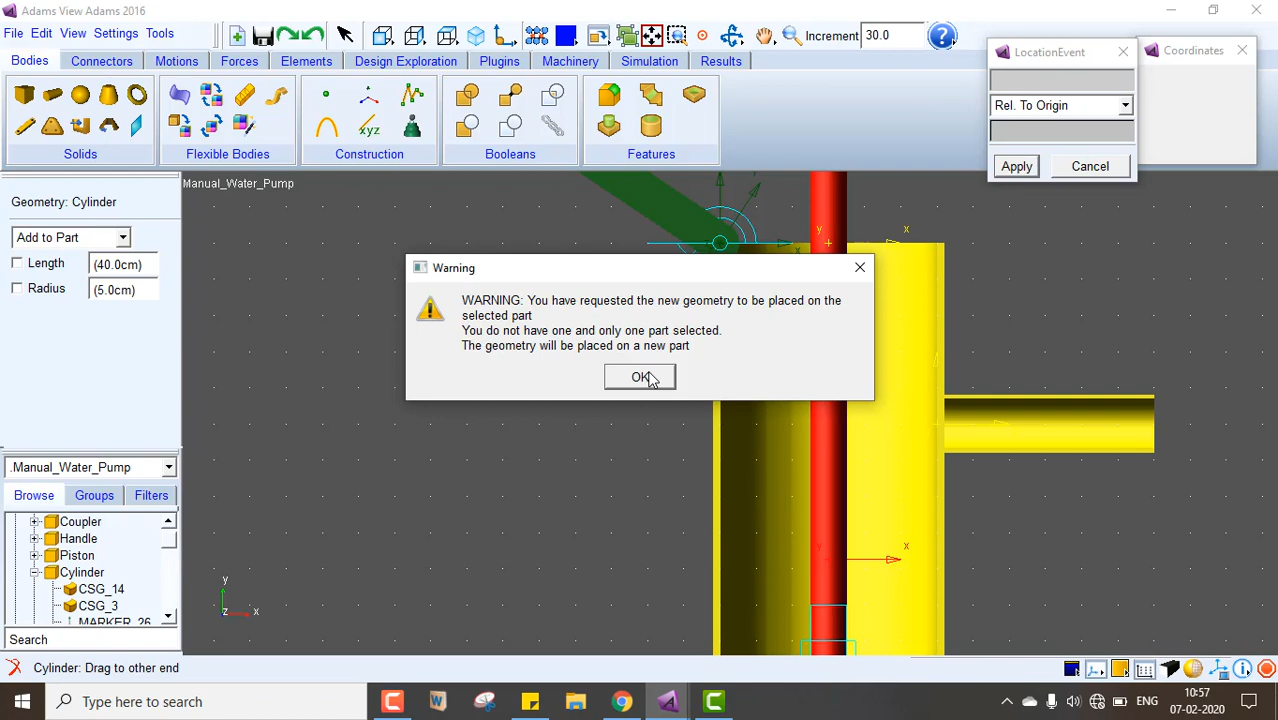 Adams View Adams 2016
File Edit View Settings Tools
Increment 30.0
Bodies Connectors Motions Forces Elements Design Exploration Plugins Machinery Simulation Results
Solids Flexible Bodies Construction Booleans Features
xyz
LocationEvent
Rel. To Origin
Apply Cancel
Coordinates
Geometry: Cylinder
Add to Part
Length (40.0cm)
Radius (5.0cm)
Manual_Water_Pump
y x
x
Warning
WARNING: You have requested the new geometry to be placed on the
selected part
You do not have one and only one part selected.
The geometry will be placed on a new part
OK
.Manual_Water_Pump
Browse Groups Filters
Coupler
Handle
Piston
Cylinder
CSG_14
CSG_3
MARKER_26
Search
y x
y
z x
Cylinder: Drag to other end
Type here to search
ENG
10:57
07-02-2020